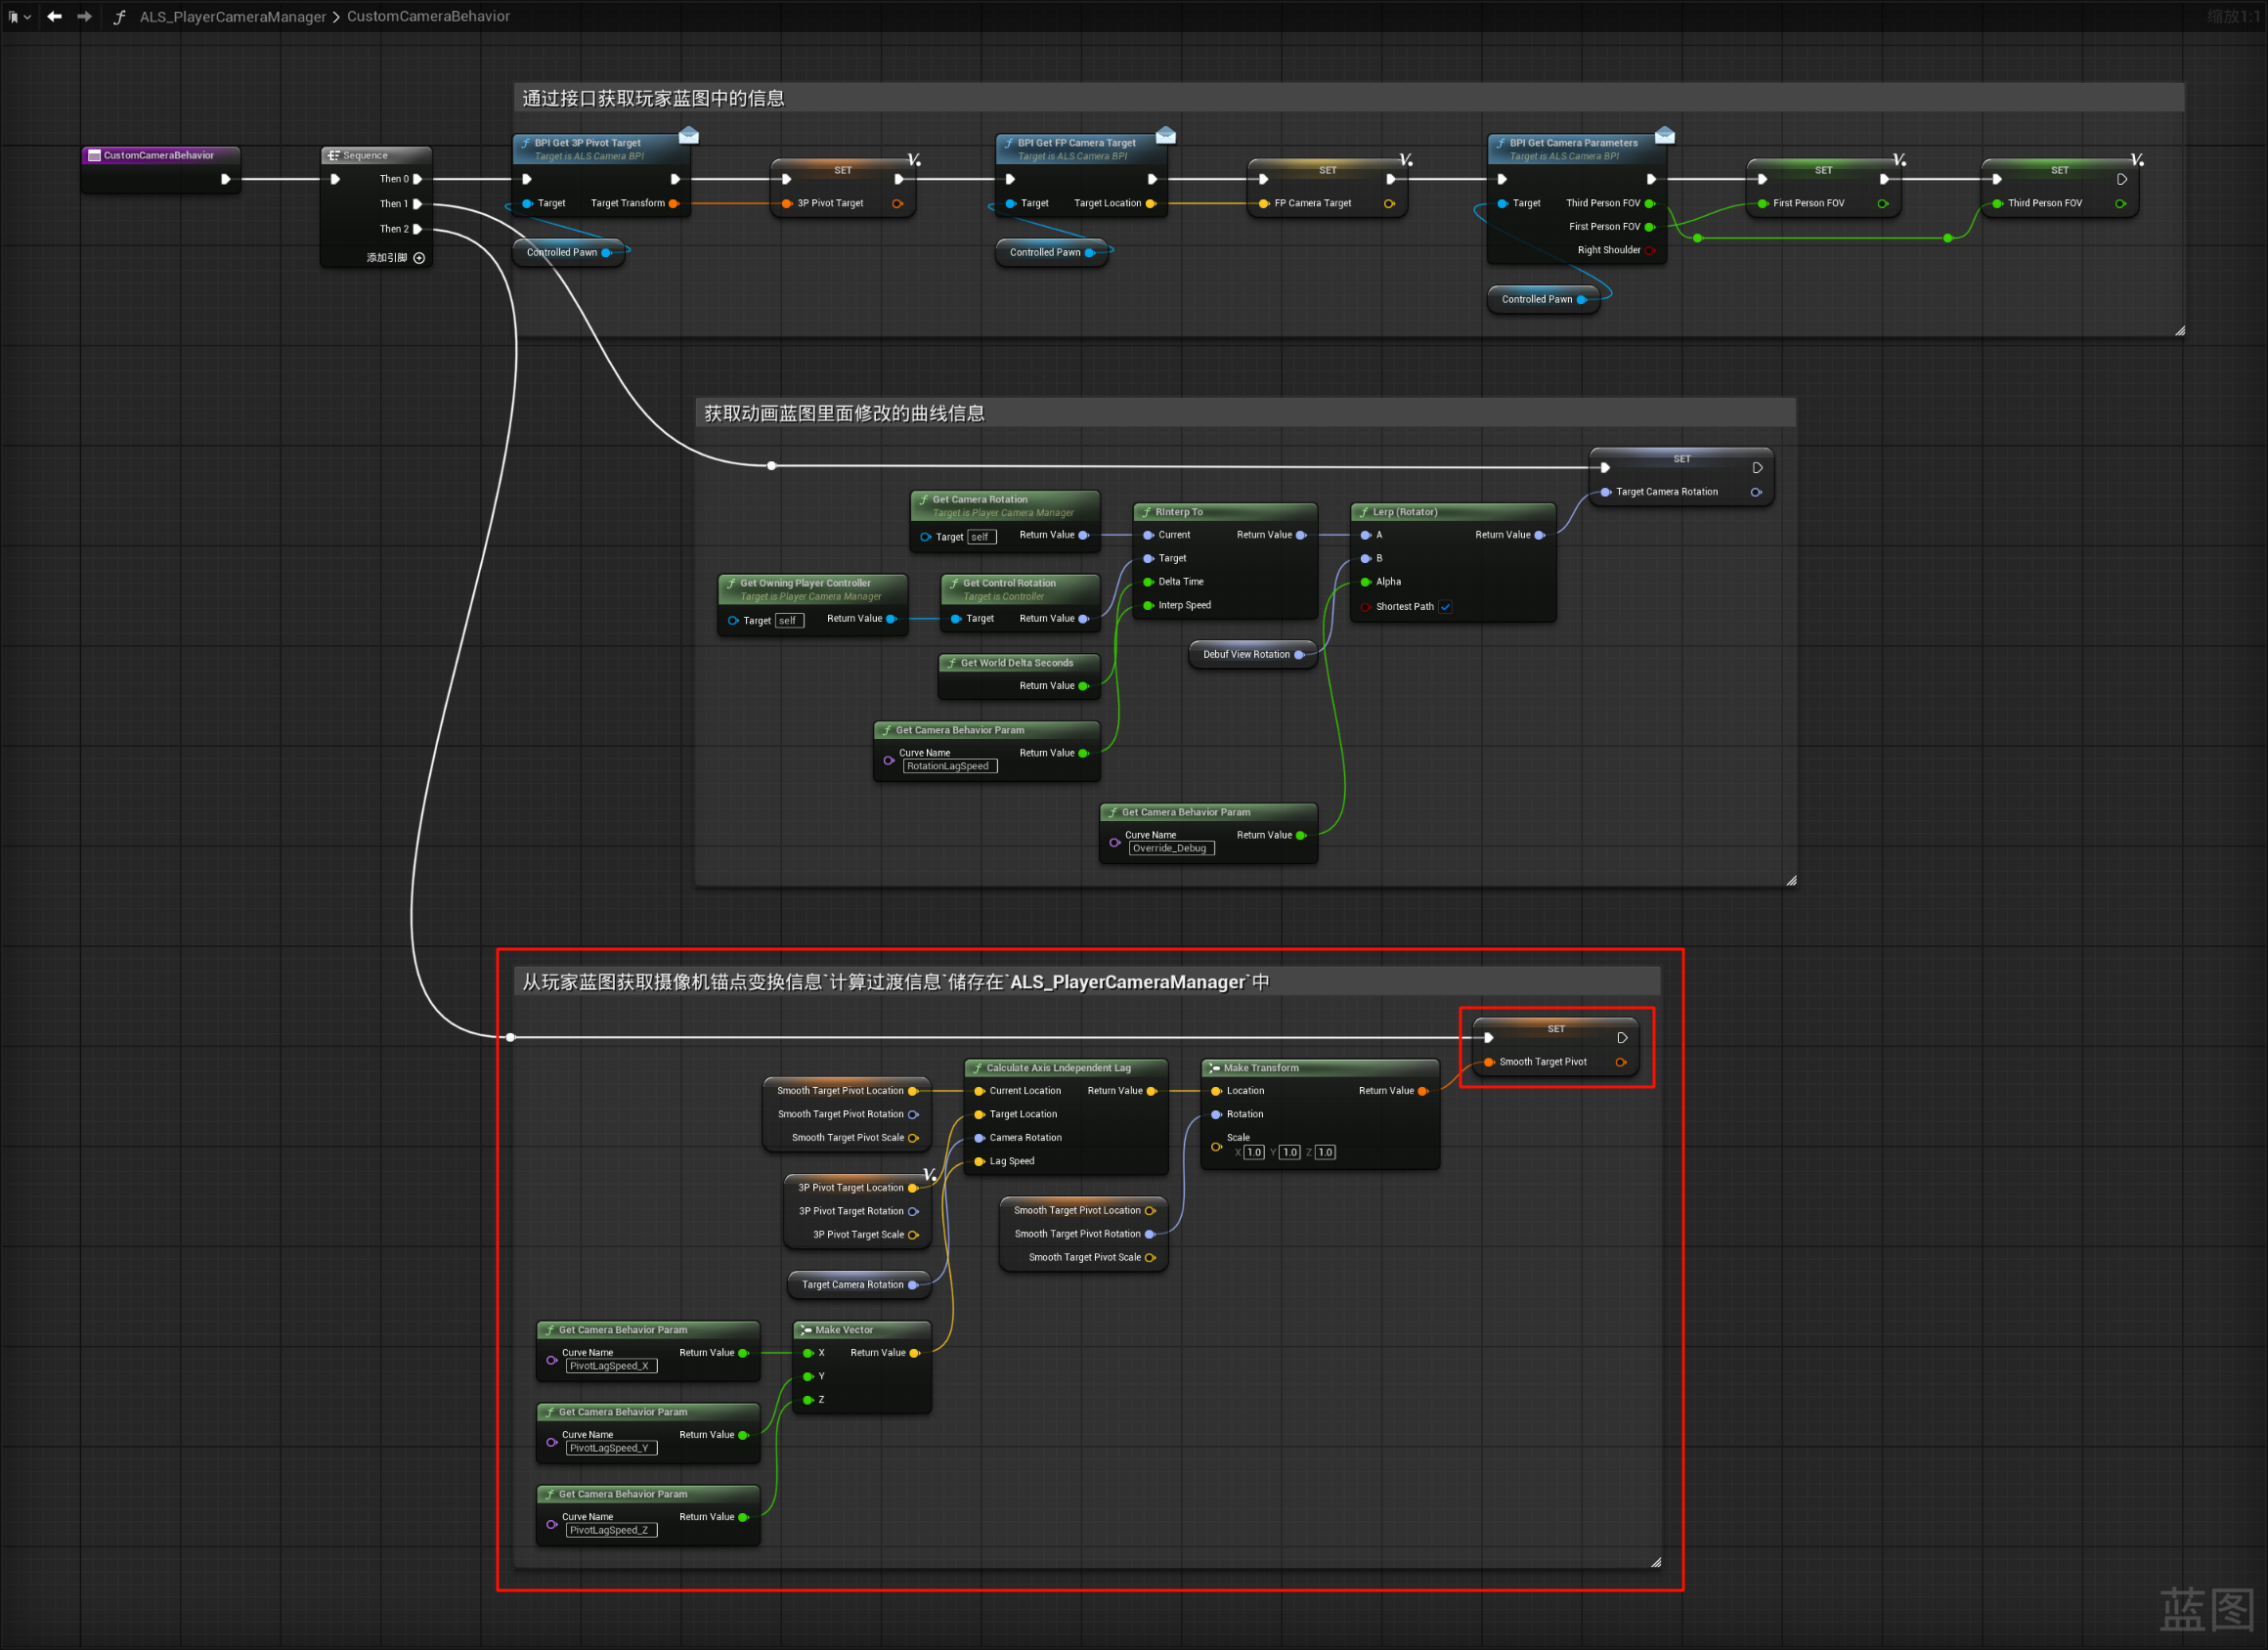 ALS_PlayerCameraManager > CustomCameraBehavior
缩放1:1
通过接口获取玩家蓝图中的信息
CustomCameraBehavior
Sequence
Then 0
Then 1
Then 2
添加引脚
BPI Get 3P Pivot Target
Target is ALS Camera BPI
Target Target Transform
Controlled Pawn
SET
3P Pivot Target
BPI Get FP Camera Target
Target is ALS Camera BPI
Target Target Location
Controlled Pawn
SET
FP Camera Target
BPI Get Camera Parameters
Target is ALS Camera BPI
Target Third Person FOV
First Person FOV
Right Shoulder
Controlled Pawn
SET
First Person FOV
SET
Third Person FOV
获取动画蓝图里面修改的曲线信息
SET
Target Camera Rotation
Get Camera Rotation
Target is Player Camera Manager
Target self Return Value
Get Owning Player Controller
Target is Player Camera Manager
Target self Return Value
Get Control Rotation
Target is Controller
Target Return Value
Get World Delta Seconds
Return Value
Get Camera Behavior Param
Curve Name Return Value
RotationLagSpeed
RInterp To
Current Return Value
Target
Delta Time
Interp Speed
Debuf View Rotation
Lerp (Rotator)
A Return Value
B
Alpha
Shortest Path
Get Camera Behavior Param
Curve Name Return Value
Override_Debug
从玩家蓝图获取摄像机锚点变换信息`计算过渡信息`储存在`ALS_PlayerCameraManager`中
SET
Smooth Target Pivot
Smooth Target Pivot Location
Smooth Target Pivot Rotation
Smooth Target Pivot Scale
3P Pivot Target Location
3P Pivot Target Rotation
3P Pivot Target Scale
Target Camera Rotation
Calculate Axis Lndependent Lag
Current Location Return Value
Target Location
Camera Rotation
Lag Speed
Make Transform
Location Return Value
Rotation
Scale
X 1.0 Y 1.0 Z 1.0
Smooth Target Pivot Location
Smooth Target Pivot Rotation
Smooth Target Pivot Scale
Get Camera Behavior Param
Curve Name Return Value
PivotLagSpeed_X
Make Vector
X Return Value
Y
Z
Get Camera Behavior Param
Curve Name Return Value
PivotLagSpeed_Y
Get Camera Behavior Param
Curve Name Return Value
PivotLagSpeed_Z
蓝图